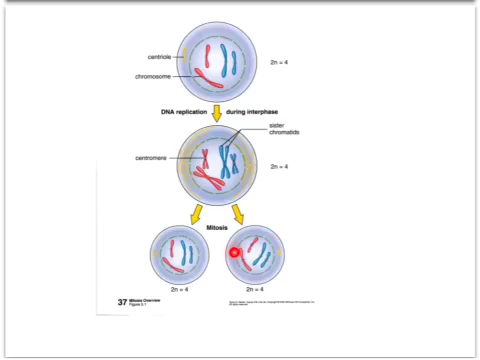 centriole
2n = 4
chromosome
DNA replication during interphase
sister
chromatids
centromere
2n = 4
Mitosis
2n = 4 2n = 4
37 Mitosis Overview
Figure 5.1